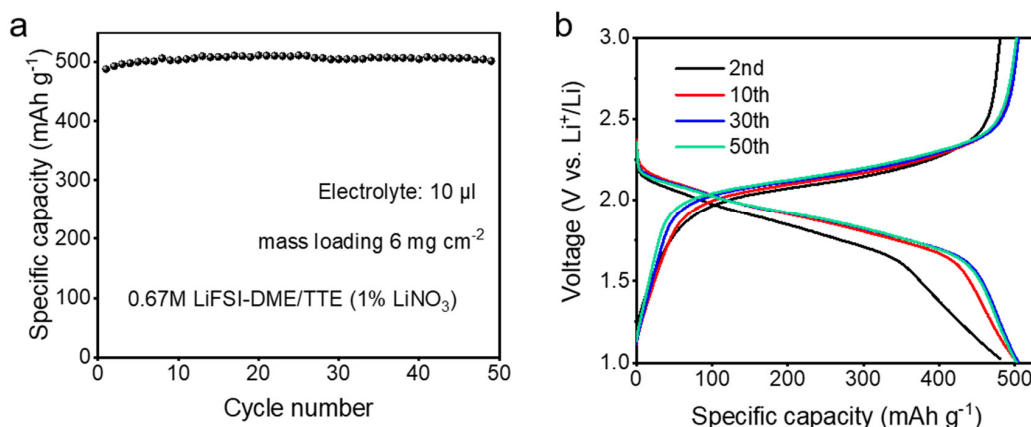 a
500
400
300
200
100
0
0
10
20
30
40
50
Specific capacity (mAh g⁻¹)
Cycle number
Electrolyte: 10 µl
mass loading 6 mg cm⁻²
0.67M LiFSI-DME/TTE (1% LiNO₃)
b
3.0
2.5
2.0
1.5
1.0
0
100
200
300
400
500
Voltage (V vs. Li⁺/Li)
Specific capacity (mAh g⁻¹)
2nd
10th
30th
50th